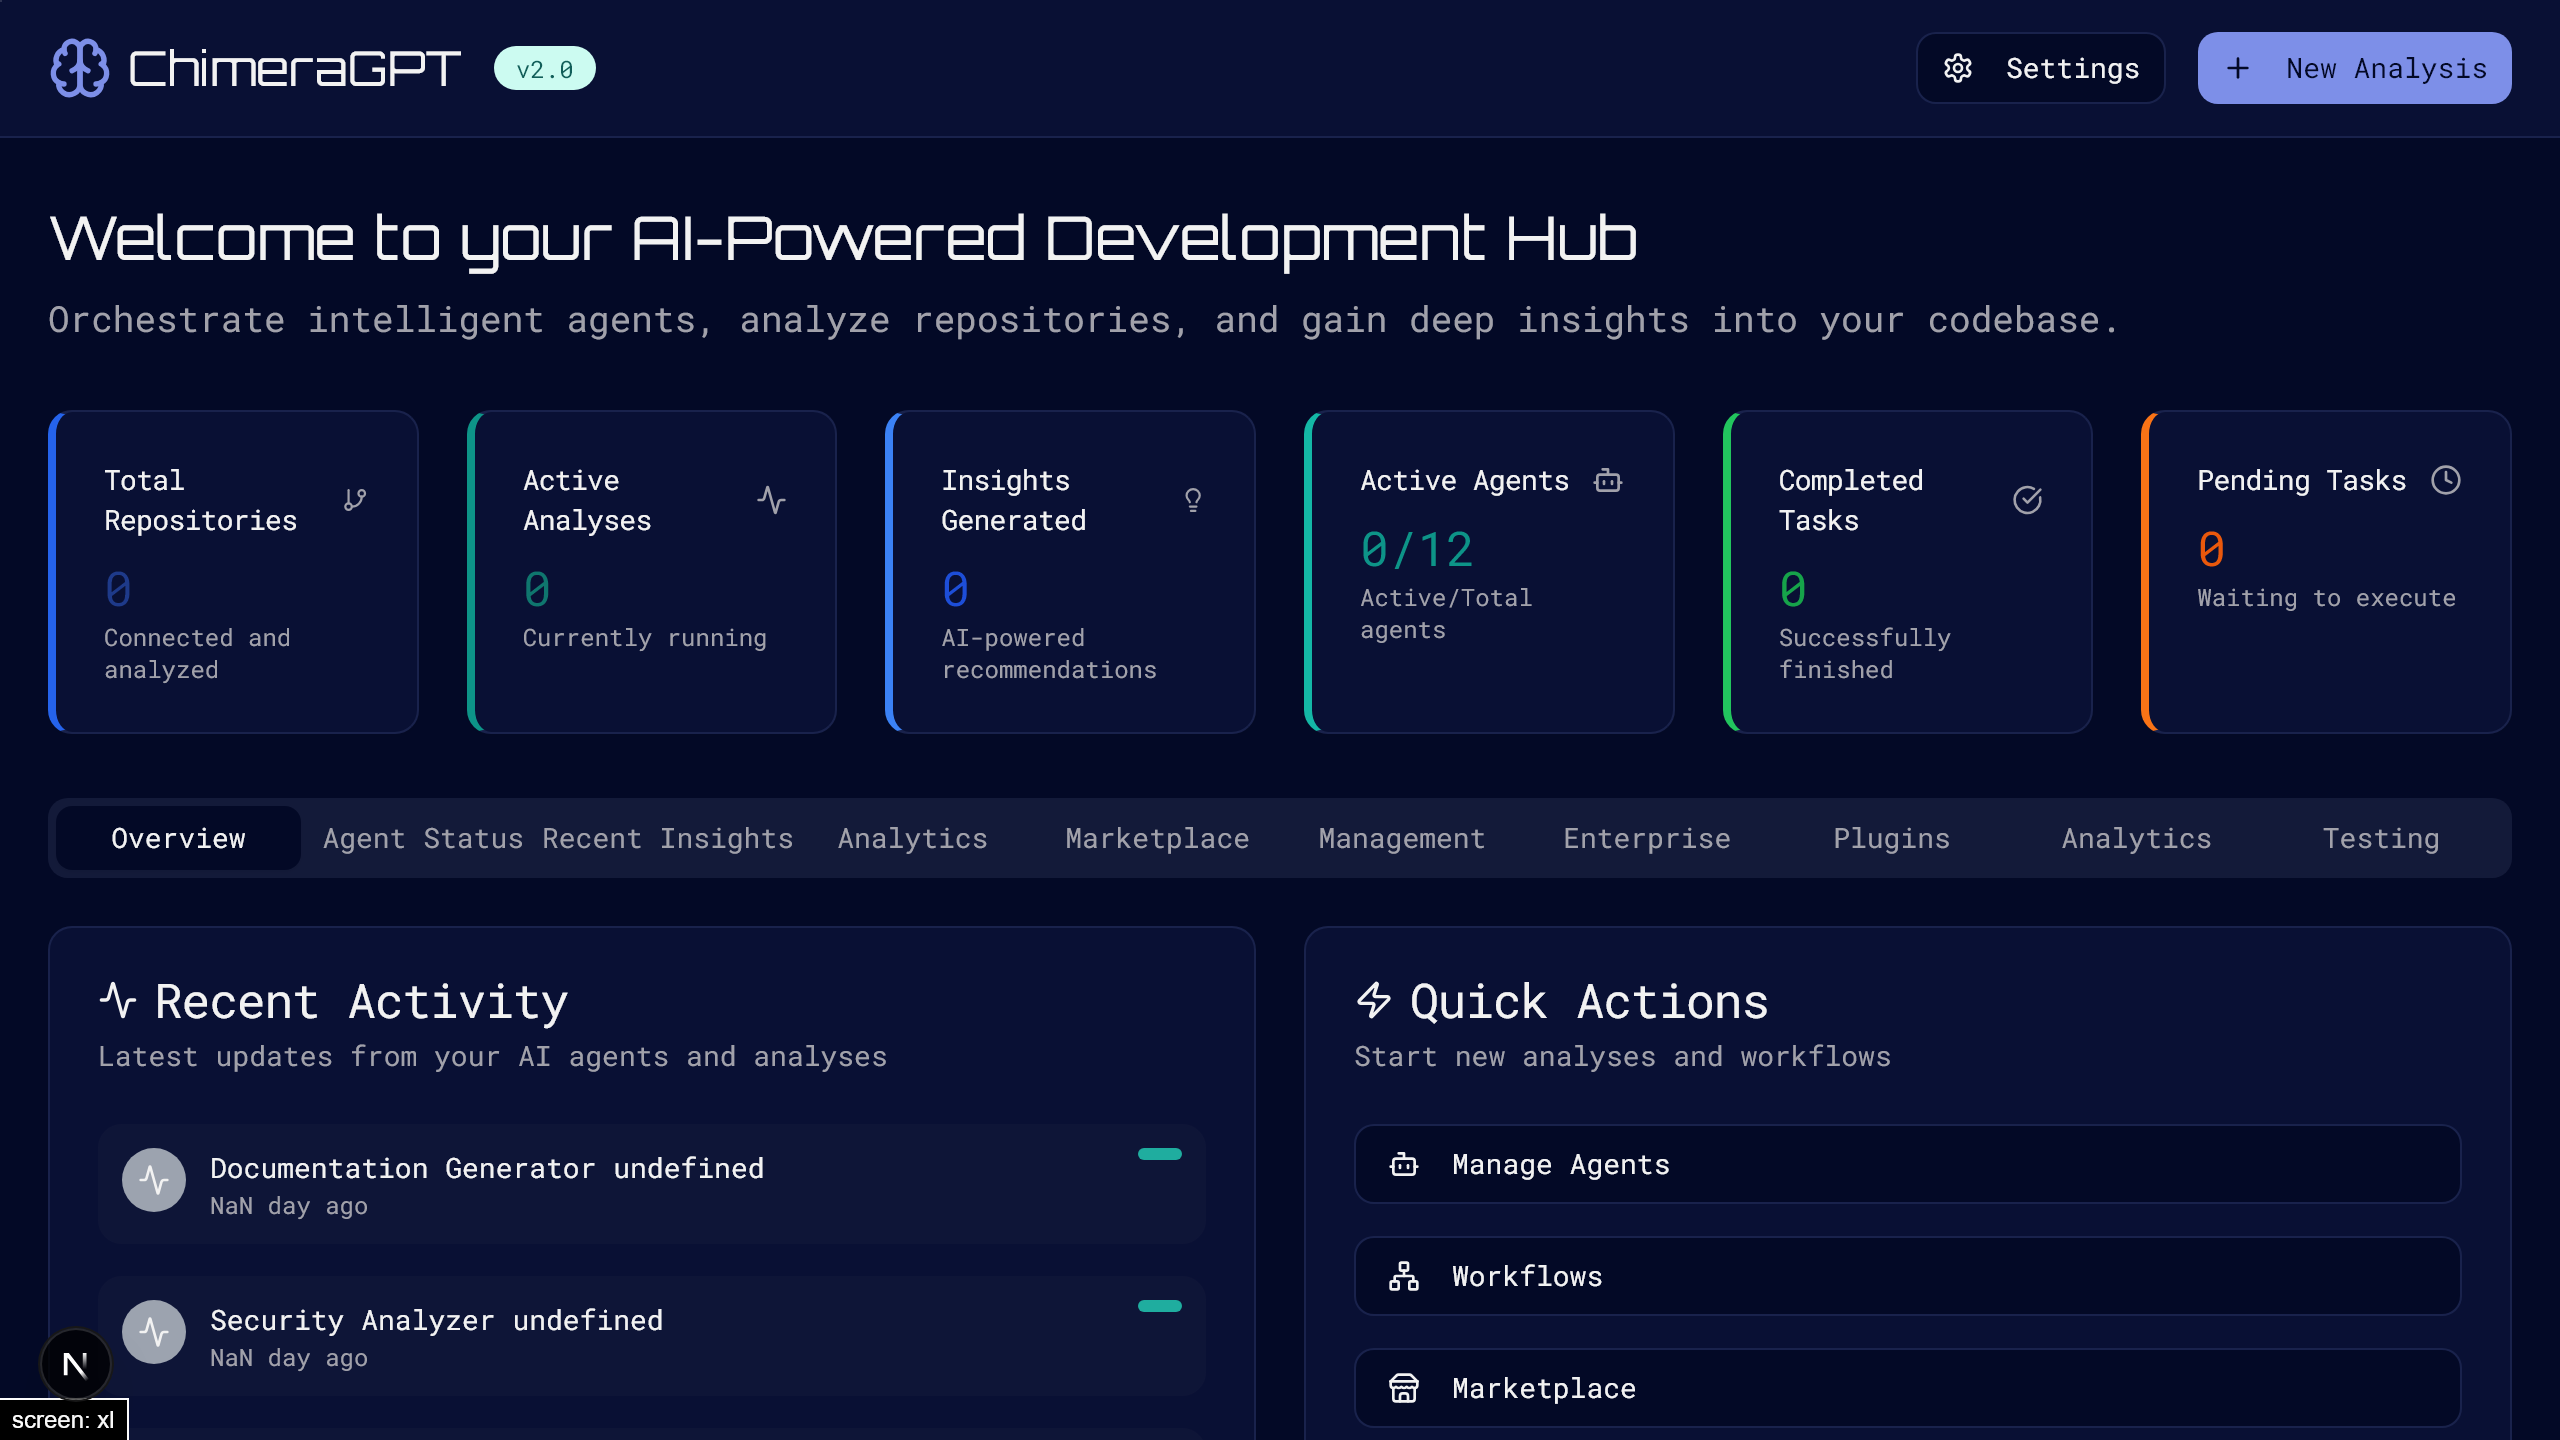 ChimeraGPT
v2.0
Settings
New Analysis
Welcome to your AI-Powered Development Hub
Orchestrate intelligent agents, analyze repositories, and gain deep insights into your codebase.
Total
Repositories
0
Connected and
analyzed
Active
Analyses
0
Currently running
Insights
Generated
0
AI-powered
recommendations
Active Agents
0/12
Active/Total
agents
Completed
Tasks
0
Successfully
finished
Pending Tasks
0
Waiting to execute
Overview
Agent Status
Recent Insights
Analytics
Marketplace
Management
Enterprise
Plugins
Analytics
Testing
Recent Activity
Latest updates from your AI agents and analyses
Documentation Generator undefined
NaN day ago
Security Analyzer undefined
NaN day ago
Quick Actions
Start new analyses and workflows
Manage Agents
Workflows
Marketplace
N
screen: xl